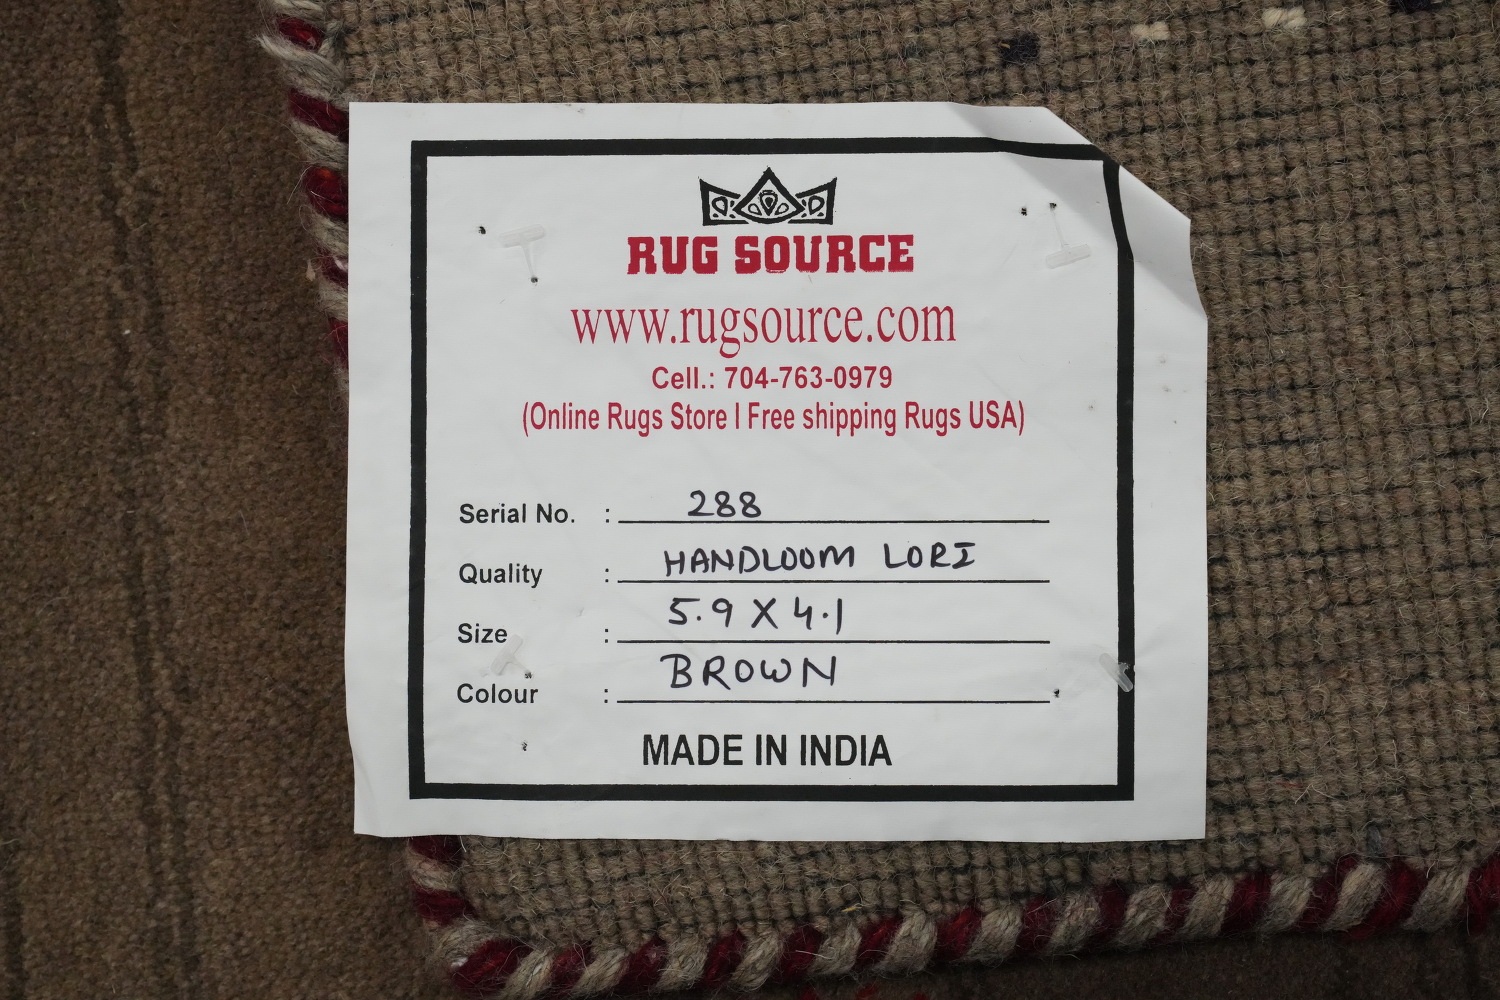 RUG SOURCE
www.rugsource.com
Cell.: 704-763-0979
(Online Rugs Store I Free shipping Rugs USA)
Serial No. : 288
Quality : HANDLOOM LORI
Size : 5.9 X 4.1
Colour : BROWN
MADE IN INDIA